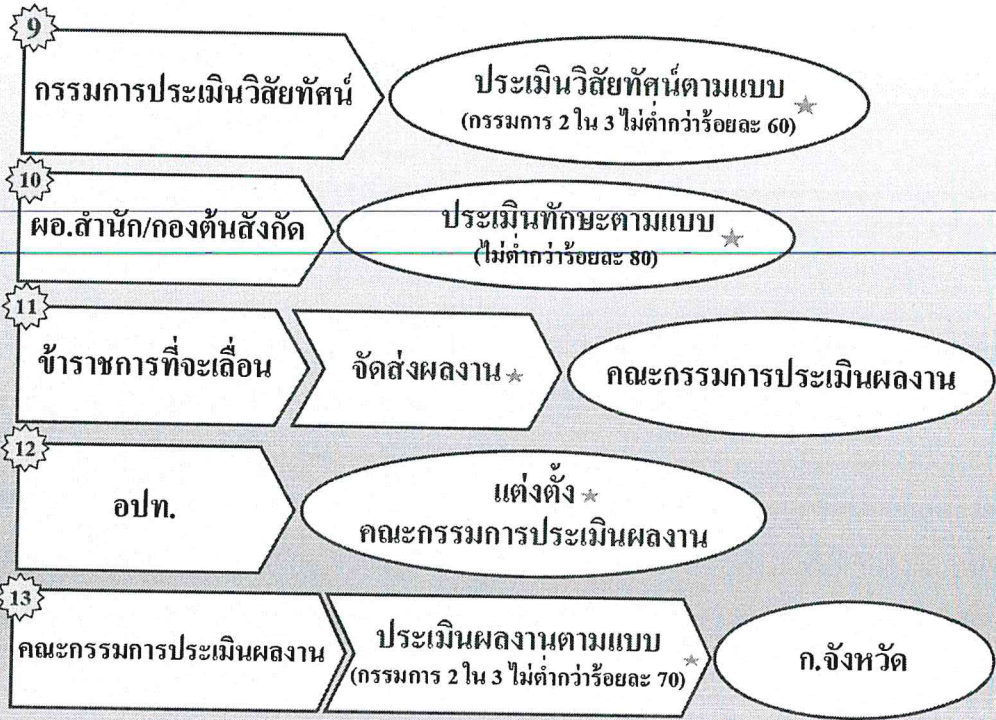 9
กรรมการประเมินวิสัยทัศน์
ประเมินวิสัยทัศน์ตามแบบ
(กรรมการ 2 ใน 3 ไม่ต่ำกว่าร้อยละ 60)
10
ผอ.สำนัก/กองต้นสังกัด
ประเมินทักษะตามแบบ
(ไม่ต่ำกว่าร้อยละ 80)
11
ข้าราชการที่จะเลื่อน
จัดส่งผลงาน
คณะกรรมการประเมินผลงาน
12
อปท.
แต่งตั้ง
คณะกรรมการประเมินผลงาน
13
คณะกรรมการประเมินผลงาน
ประเมินผลงานตามแบบ
(กรรมการ 2 ใน 3 ไม่ต่ำกว่าร้อยละ 70)
ก.จังหวัด